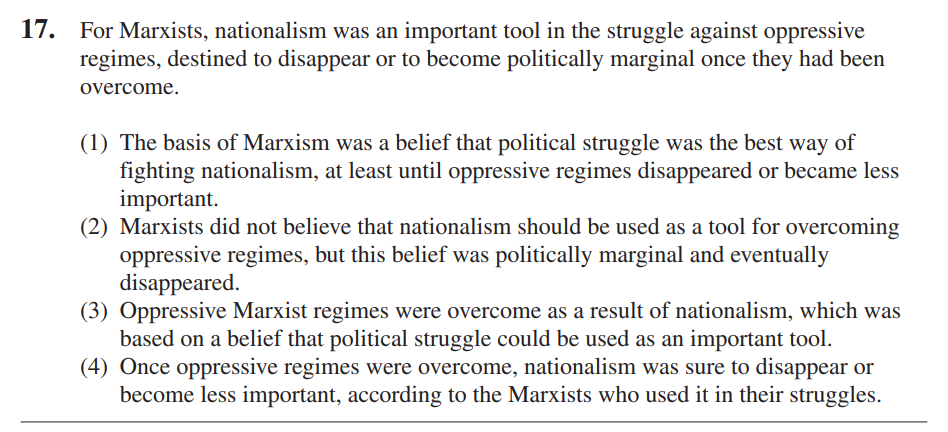 17. For Marxists, nationalism was an important tool in the struggle against oppressive
regimes, destined to disappear or to become politically marginal once they had been
overcome.
(1) The basis of Marxism was a belief that political struggle was the best way of
fighting nationalism, at least until oppressive regimes disappeared or became less
important.
(2) Marxists did not believe that nationalism should be used as a tool for overcoming
oppressive regimes, but this belief was politically marginal and eventually
disappeared.
(3) Oppressive Marxist regimes were overcome as a result of nationalism, which was
based on a belief that political struggle could be used as an important tool.
(4) Once oppressive regimes were overcome, nationalism was sure to disappear or
become less important, according to the Marxists who used it in their struggles.